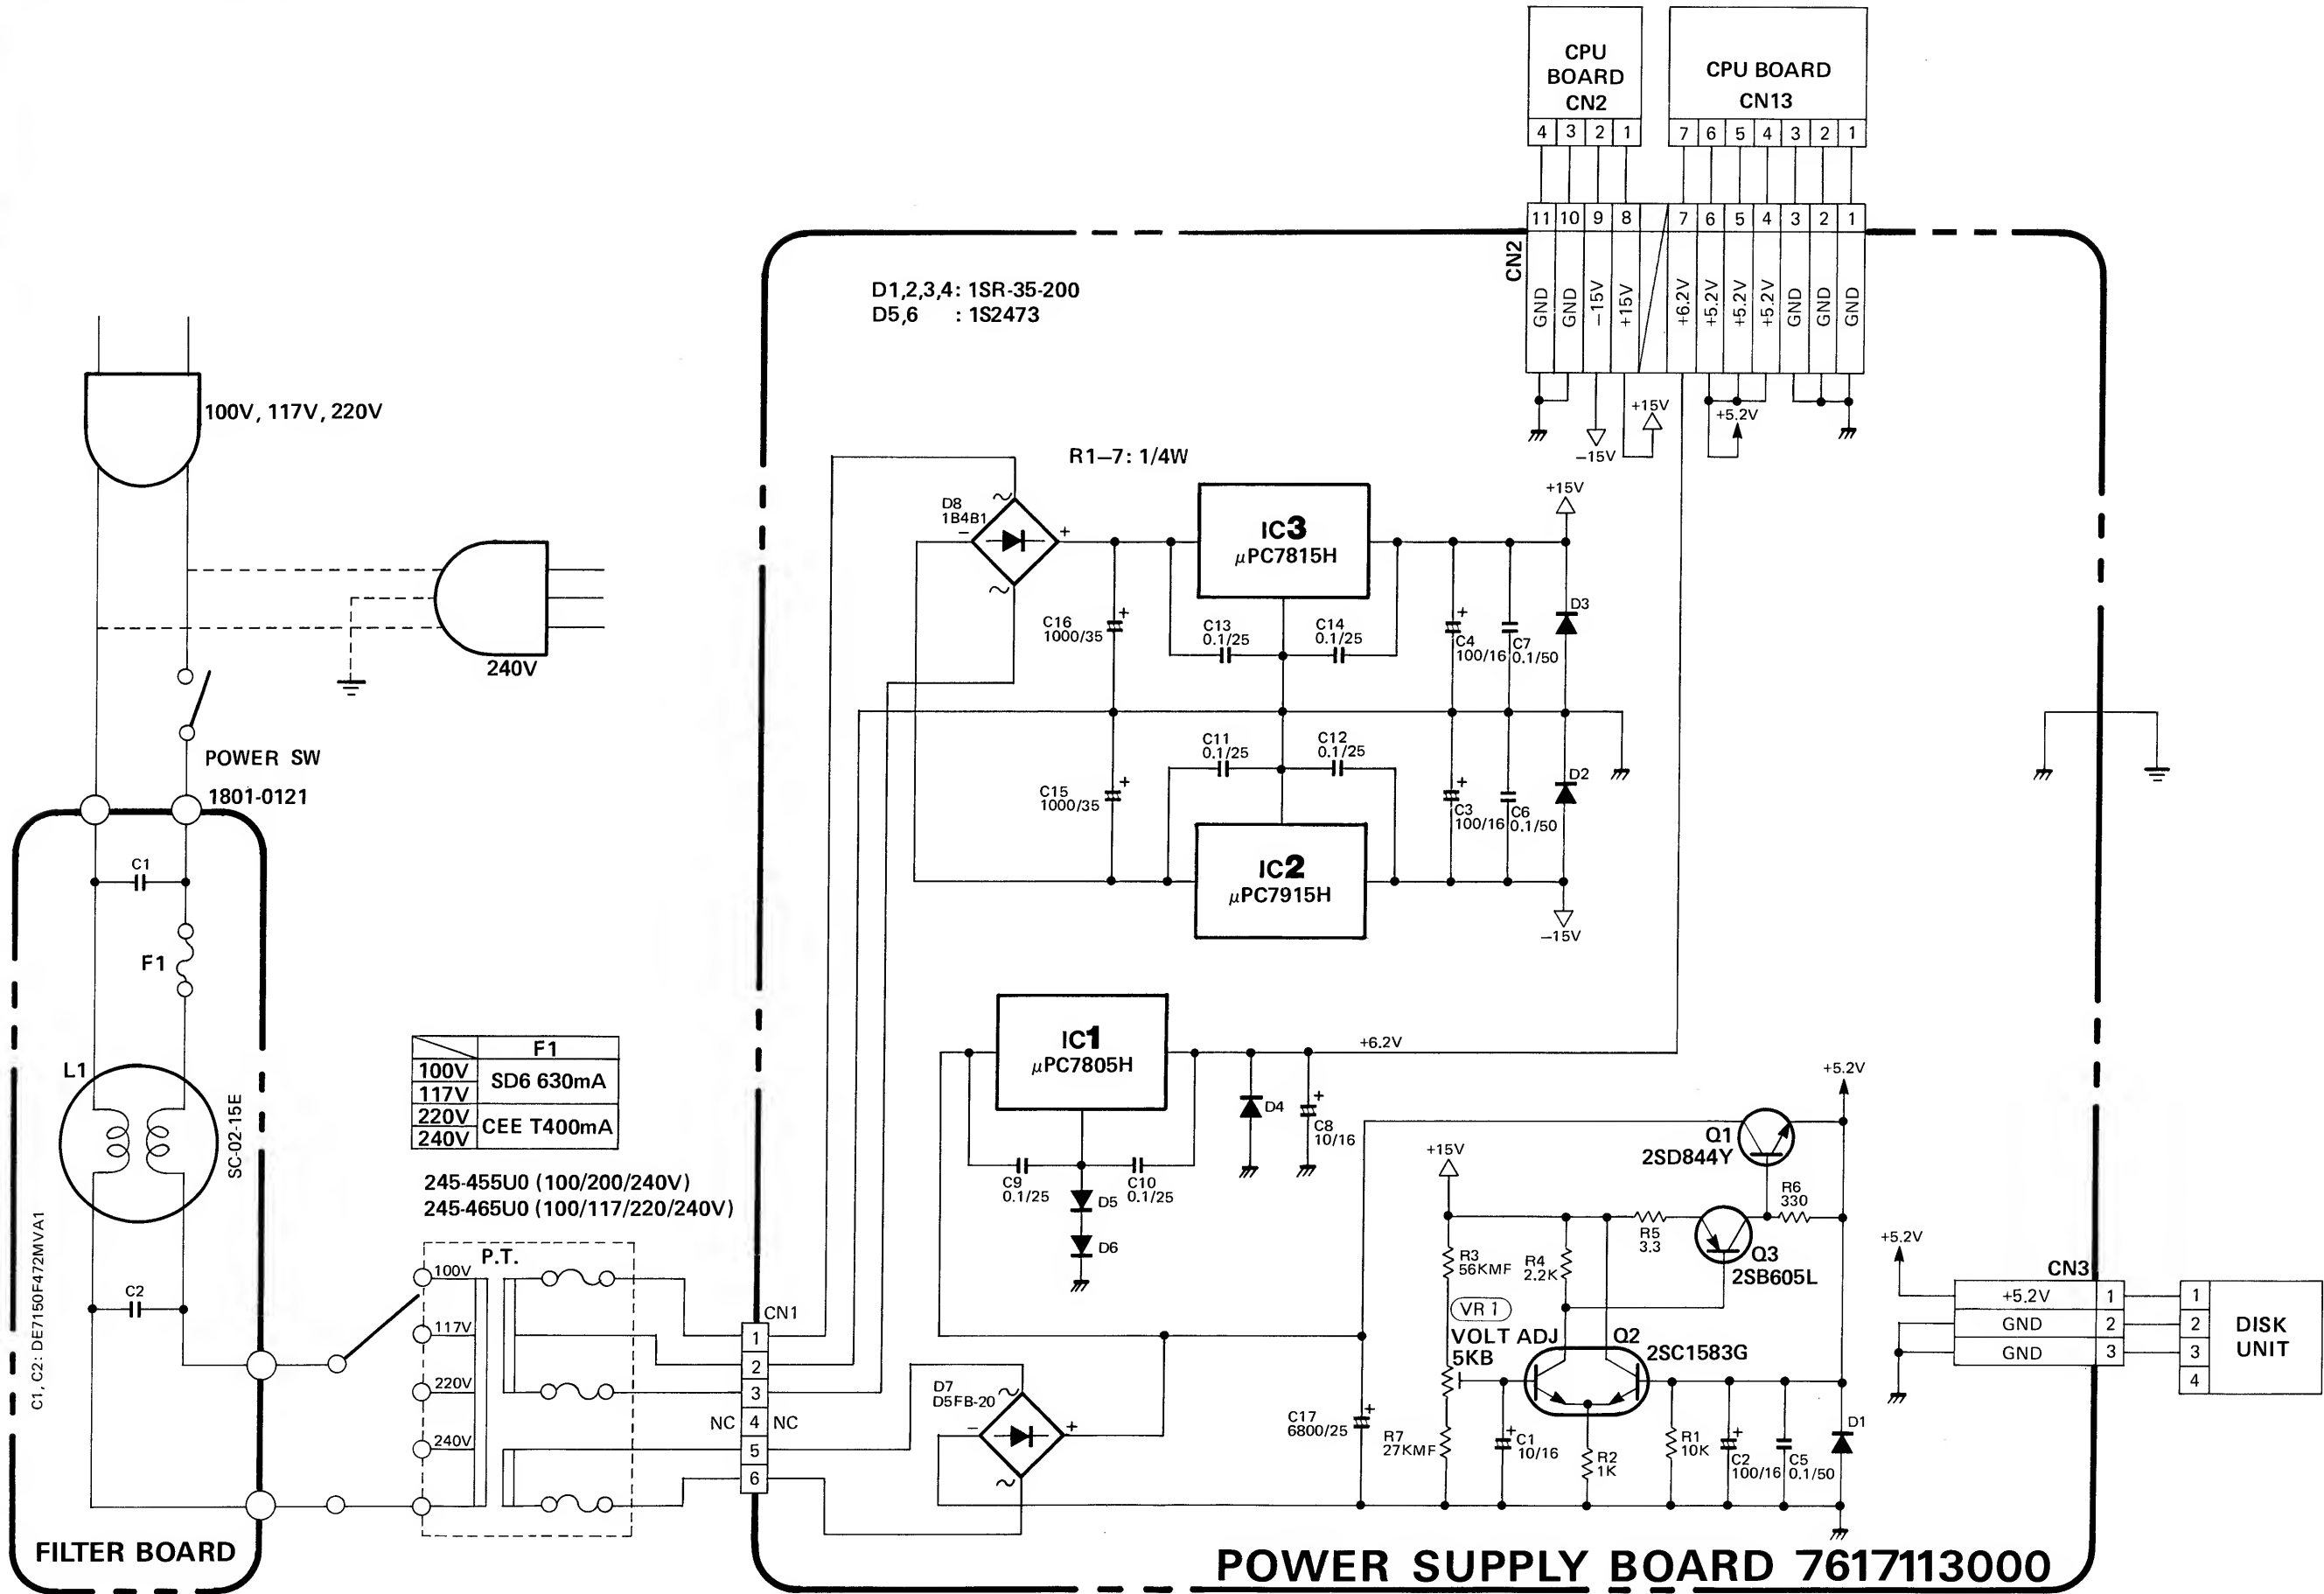 CPU
BOARD
CN2
4 3 2 1
CPU BOARD
CN13
7 6 5 4 3 2 1
CN2
11 10 9 8 7 6 5 4 3 2 1
GND GND −15V +15V +6.2V +5.2V +5.2V +5.2V GND GND GND
−15V
+15V
+5.2V
D1,2,3,4: 1SR-35-200
D5,6 : 1S2473
R1–7: 1/4W
100V, 117V, 220V
240V
POWER SW
1801-0121
C1
F1
L1
SC-02-15E
C2
C1, C2: DE7150F472MVA1
FILTER BOARD
F1
100V
117V
SD6 630mA
220V
240V
CEE T400mA
245-455U0 (100/200/240V)
245-465U0 (100/117/220/240V)
P.T.
100V
117V
220V
240V
CN1
1
2
3
NC 4 NC
5
6
D8
1B4B1
−
+
~
~
IC3
μPC7815H
C16
1000/35
+
C13
0.1/25
C14
0.1/25
+
C4
100/16
C7
0.1/50
D3
+15V
C15
1000/35
+
C11
0.1/25
C12
0.1/25
+
C3
100/16
C6
0.1/50
D2
IC2
μPC7915H
−15V
IC1
μPC7805H
+6.2V
D4
+
C8
10/16
C9
0.1/25
C10
0.1/25
D5
D6
D7
D5FB-20
−
+
~
~
C17
6800/25
+
+15V
R3
56KMF
R4
2.2K
R5
3.3
R6
330
Q1
2SD844Y
Q3
2SB605L
+5.2V
VR 1
VOLT ADJ
5KB
Q2
2SC1583G
R7
27KMF
+
C1
10/16
R2
1K
R1
10K
+
C2
100/16
C5
0.1/50
D1
+5.2V
CN3
+5.2V 1
GND 2
GND 3
1
2
3
4
DISK
UNIT
POWER SUPPLY BOARD 7617113000